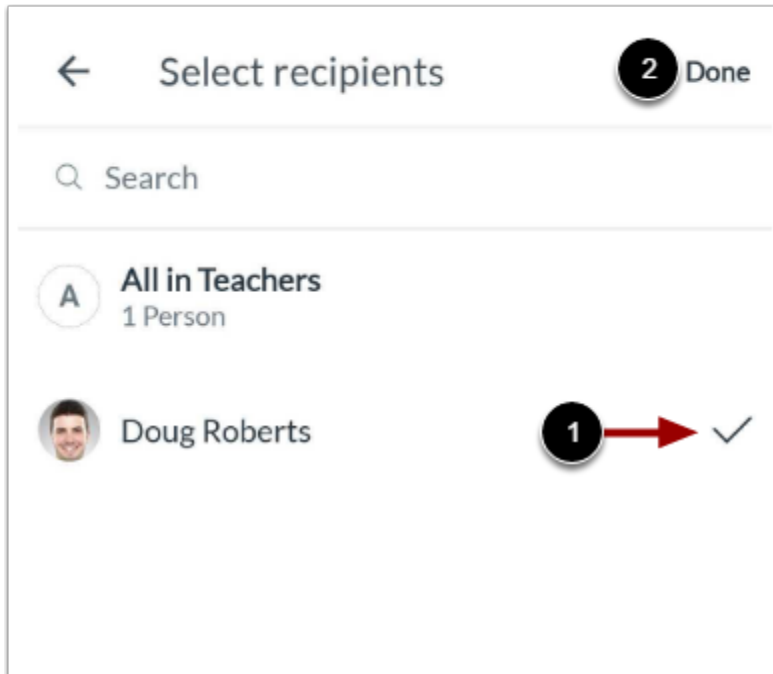 Select recipients
2 Done
Search
A All in Teachers
1 Person
Doug Roberts 1